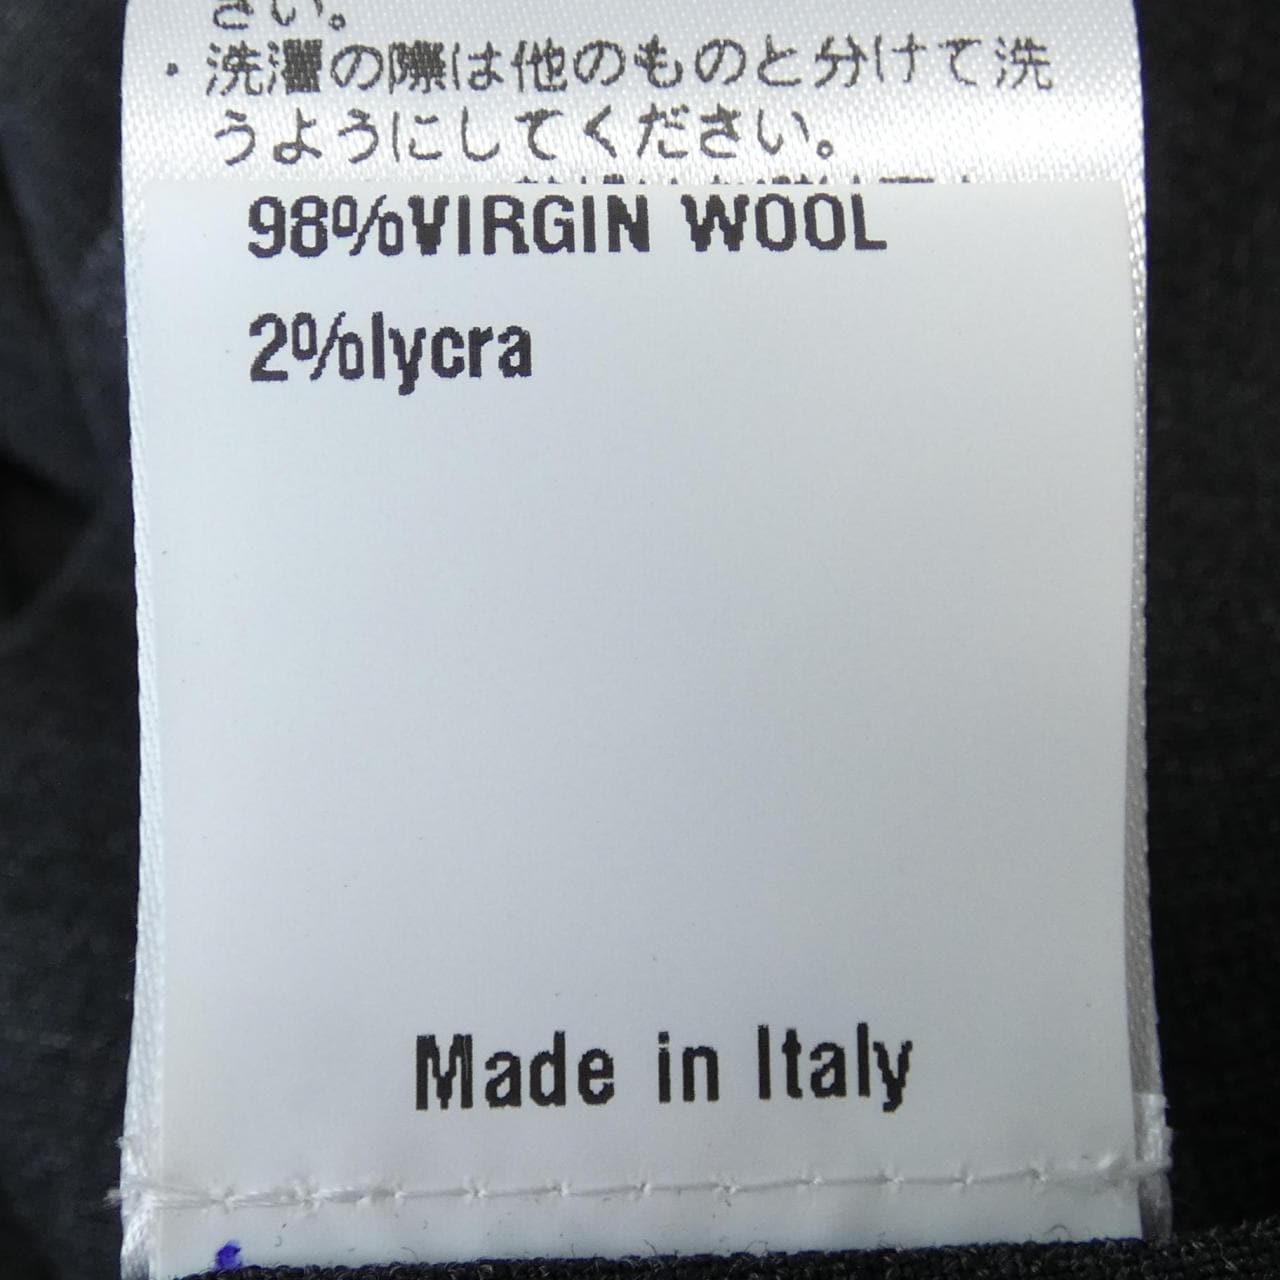 さい。
・洗濯の際は他のものと分けて洗
うようにしてください。
98%VIRGIN WOOL
2%lycra
Made in Italy